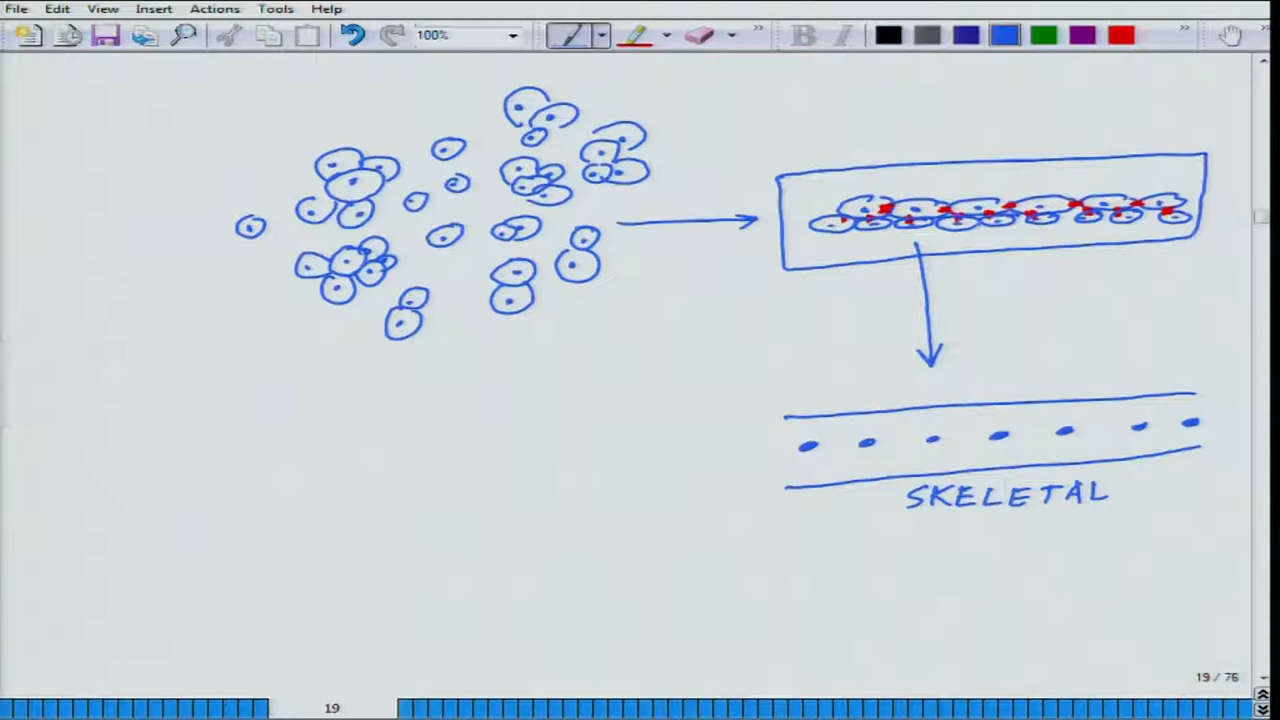 File Edit View Insert Actions Tools Help
100% B I
SKELETAL
19 / 76
19